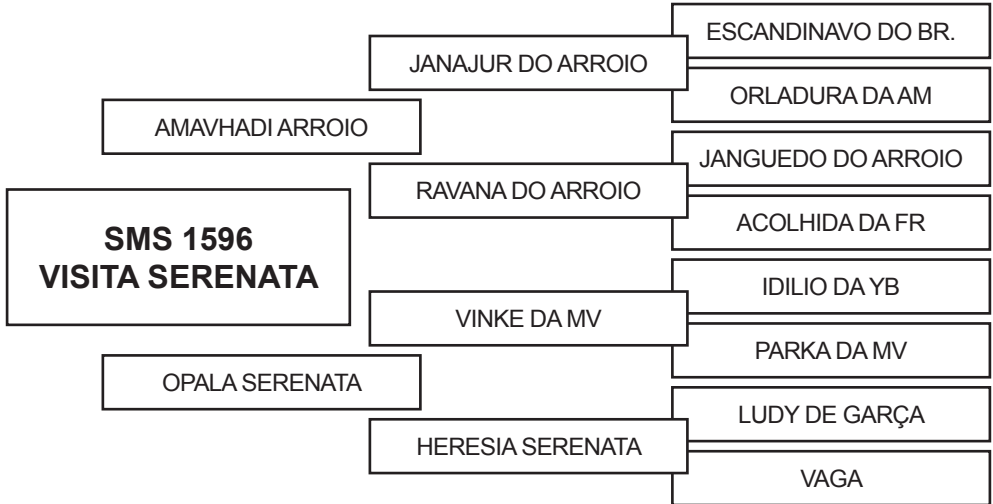 ESCANDINAVO DO BR.
JANAJUR DO ARROIO
ORLADURA DA AM
AMAVHADI ARROIO
JANGUEDO DO ARROIO
RAVANA DO ARROIO
ACOLHIDA DA FR
SMS 1596
VISITA SERENATA
IDILIO DA YB
VINKE DA MV
PARKA DA MV
OPALA SERENATA
LUDY DE GARÇA
HERESIA SERENATA
VAGA